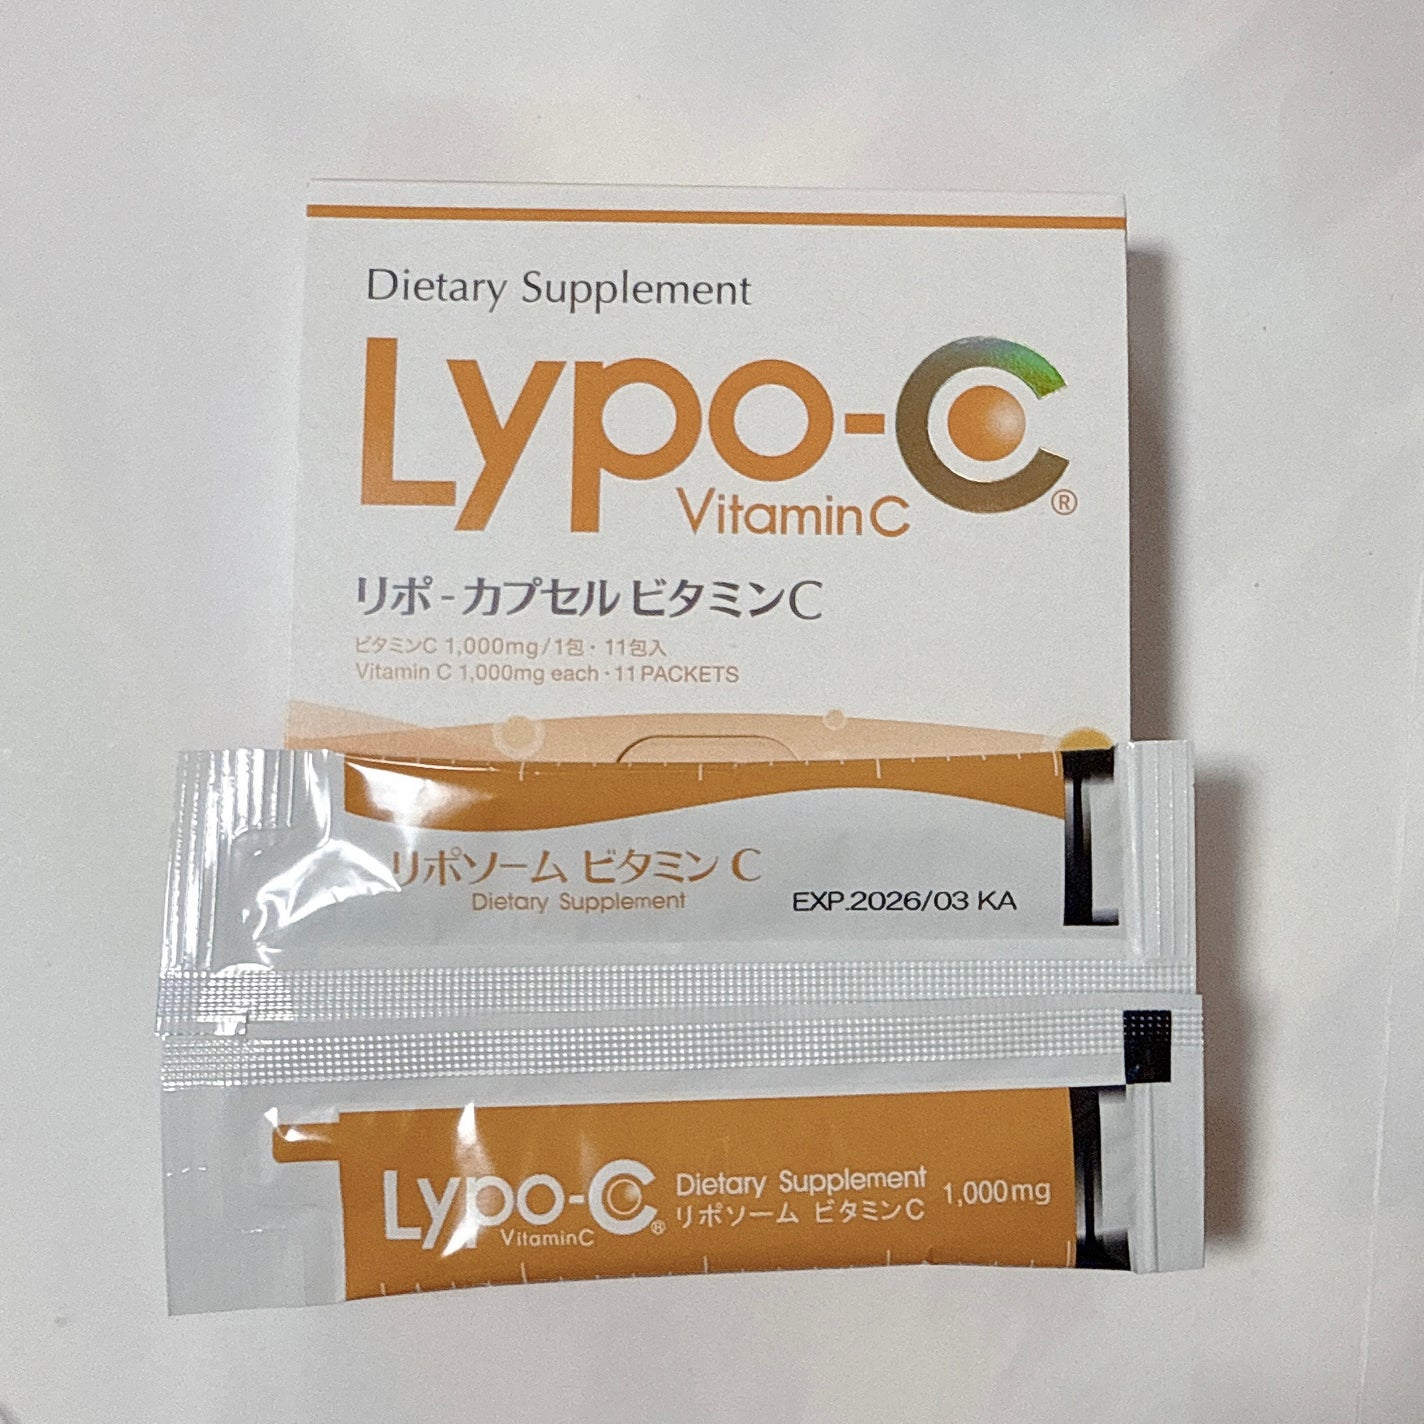 Dietary Supplement
Lypo-C®
Vitamin C
リポ-カプセル ビタミンC
ビタミンC 1,000mg/1包・11包入
Vitamin C 1,000mg each・11 PACKETS
リポソーム ビタミン C
Dietary Supplement
EXP.2026/03 KA
Lypo-C®
VitaminC
Dietary Supplement
リポソーム ビタミンC
1,000mg